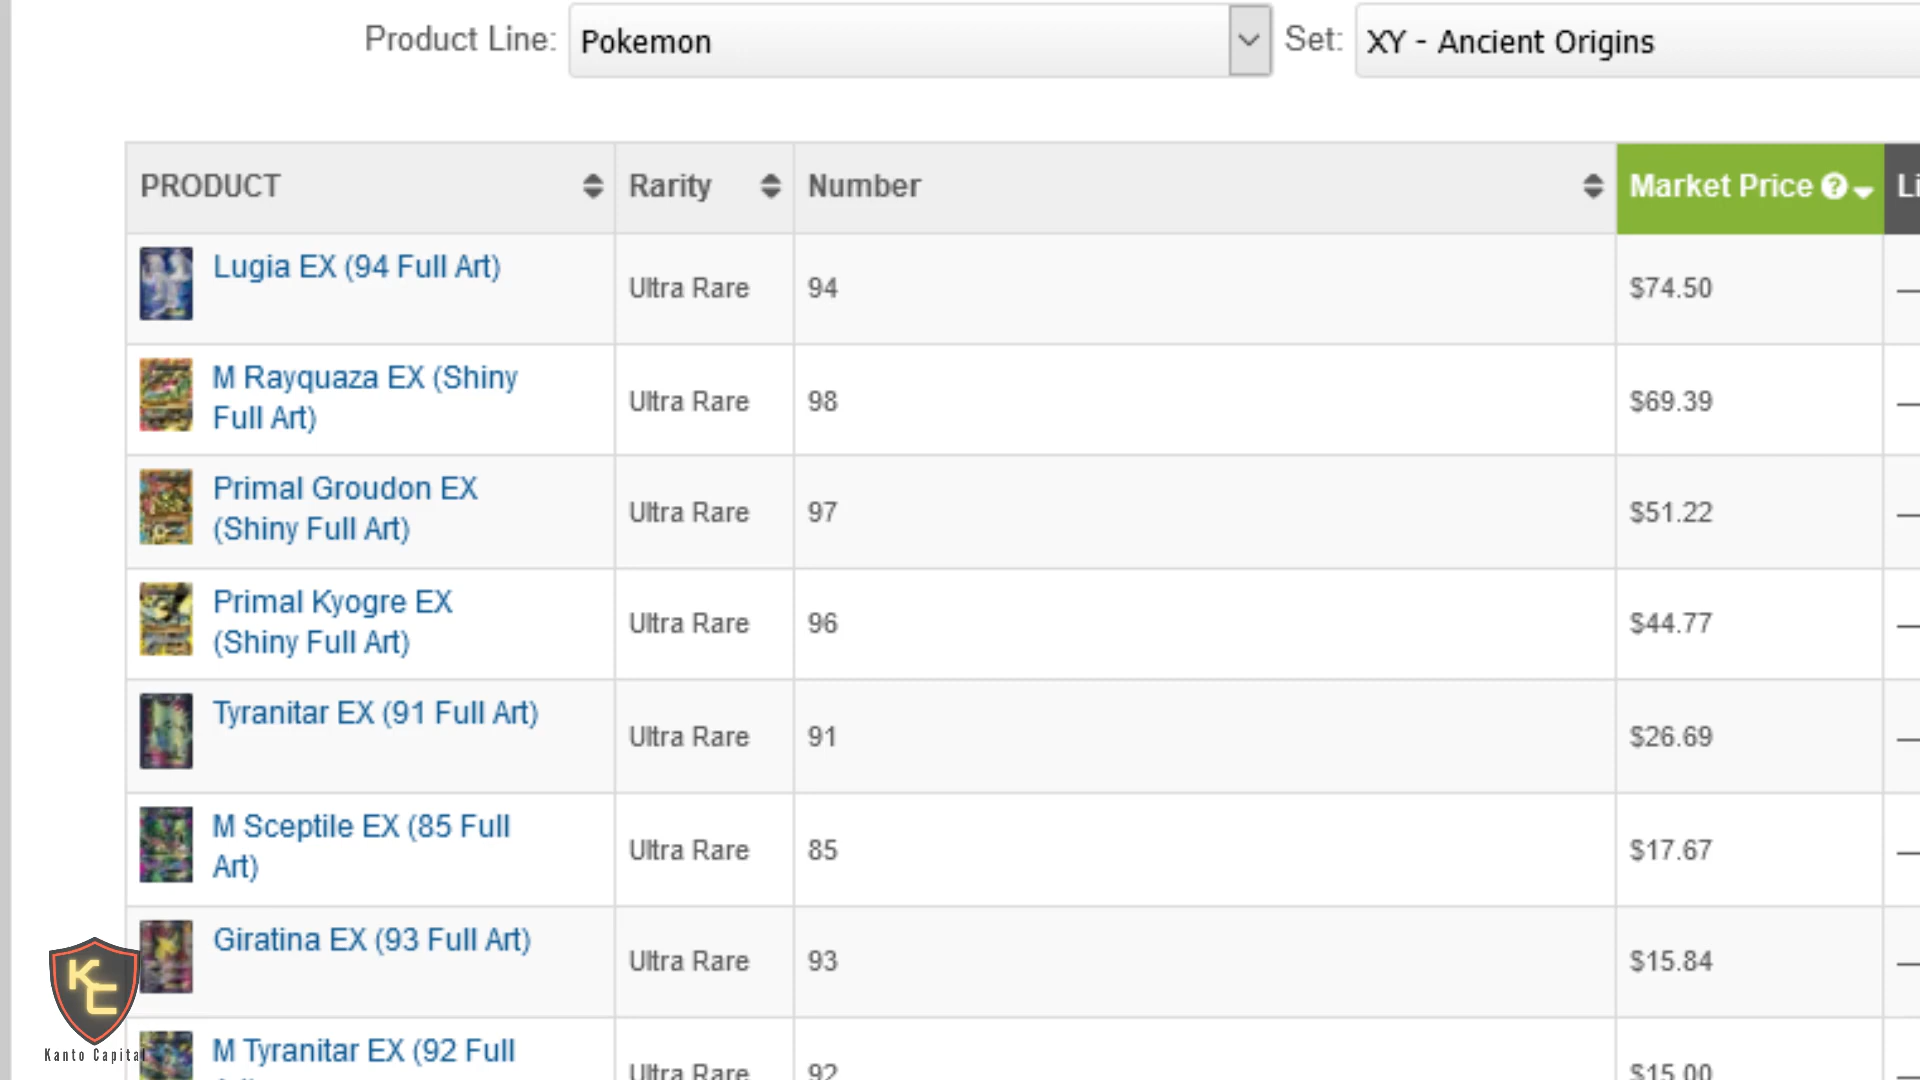 Product Line: Pokemon Set: XY - Ancient Origins
PRODUCT Rarity Number Market Price ? Li
Lugia EX (94 Full Art) Ultra Rare 94 $74.50 —
M Rayquaza EX (Shiny
Full Art) Ultra Rare 98 $69.39 —
Primal Groudon EX
(Shiny Full Art) Ultra Rare 97 $51.22 —
Primal Kyogre EX
(Shiny Full Art) Ultra Rare 96 $44.77 —
Tyranitar EX (91 Full Art) Ultra Rare 91 $26.69 —
M Sceptile EX (85 Full
Art) Ultra Rare 85 $17.67 —
Giratina EX (93 Full Art) Ultra Rare 93 $15.84 —
M Tyranitar EX (92 Full
Ultra Rare 92 $15.00 —
KC
Kanto Capital